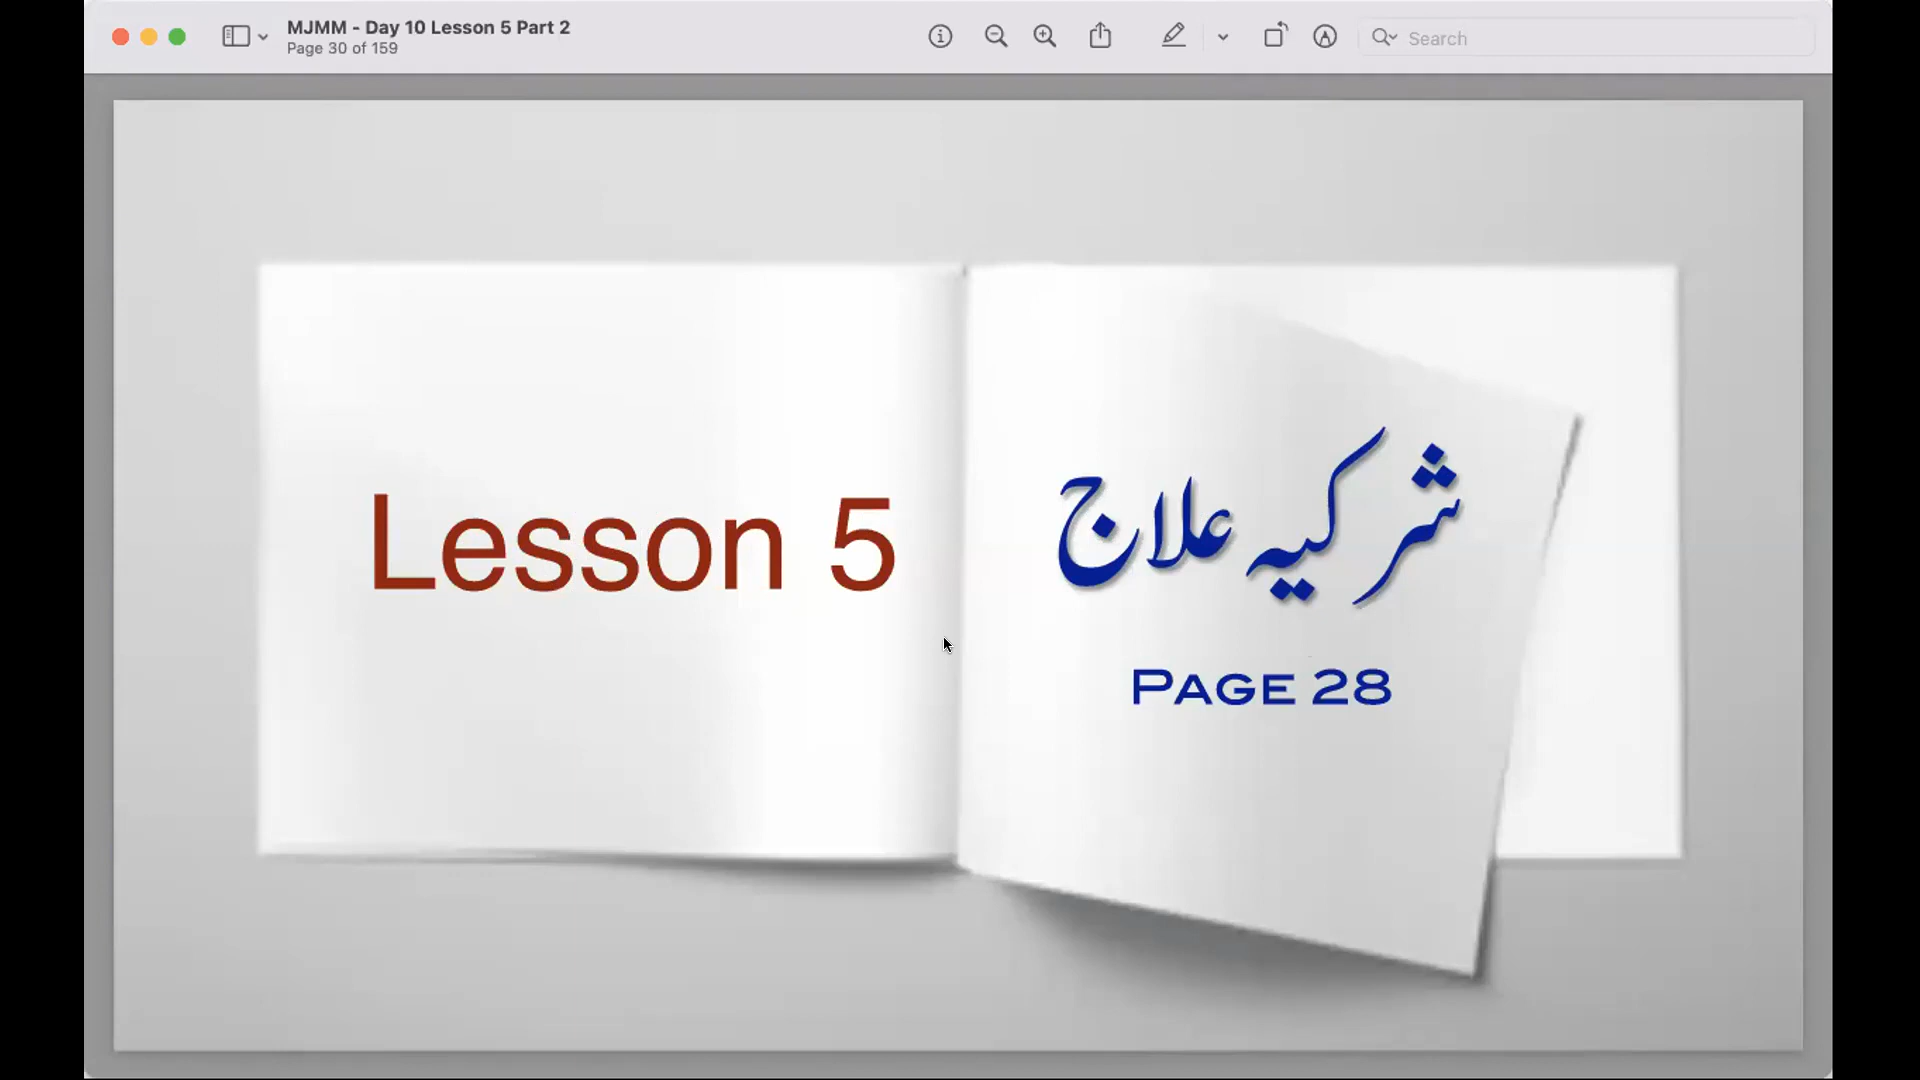 MJMM - Day 10 Lesson 5 Part 2
Page 30 of 159
Search
Lesson 5
شرکیہ علاج
PAGE 28